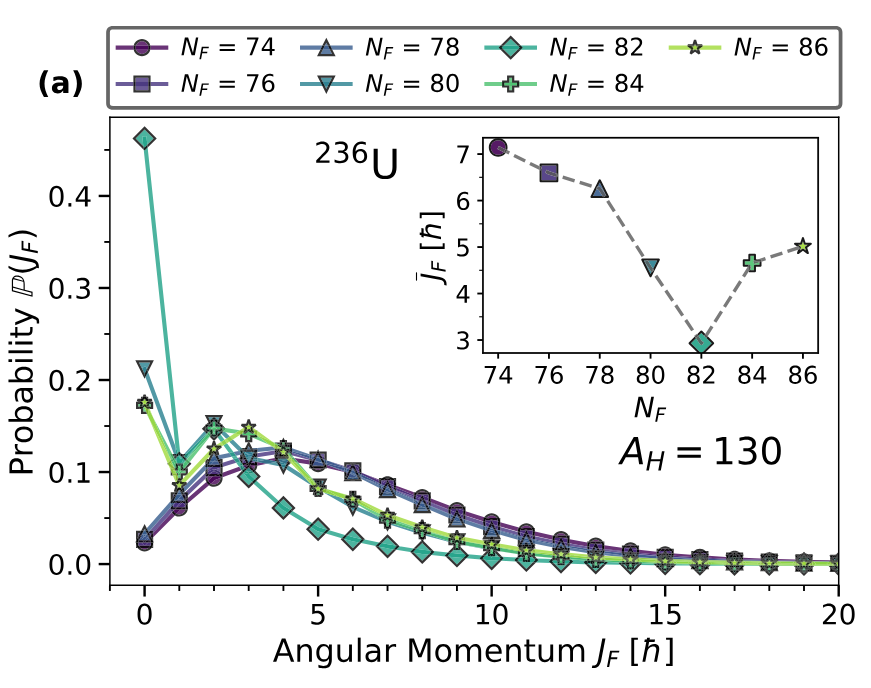 (a)
N_F = 74 N_F = 78 N_F = 82 N_F = 86
N_F = 76 N_F = 80 N_F = 84
²³⁶U
Probability ℙ(J_F)
0.4
0.3
0.2
0.1
0.0
0 5 10 15 20
Angular Momentum J_F [ℏ]
J̄_F [ℏ]
7
6
5
4
3
74 76 78 80 82 84 86
N_F
A_H = 130